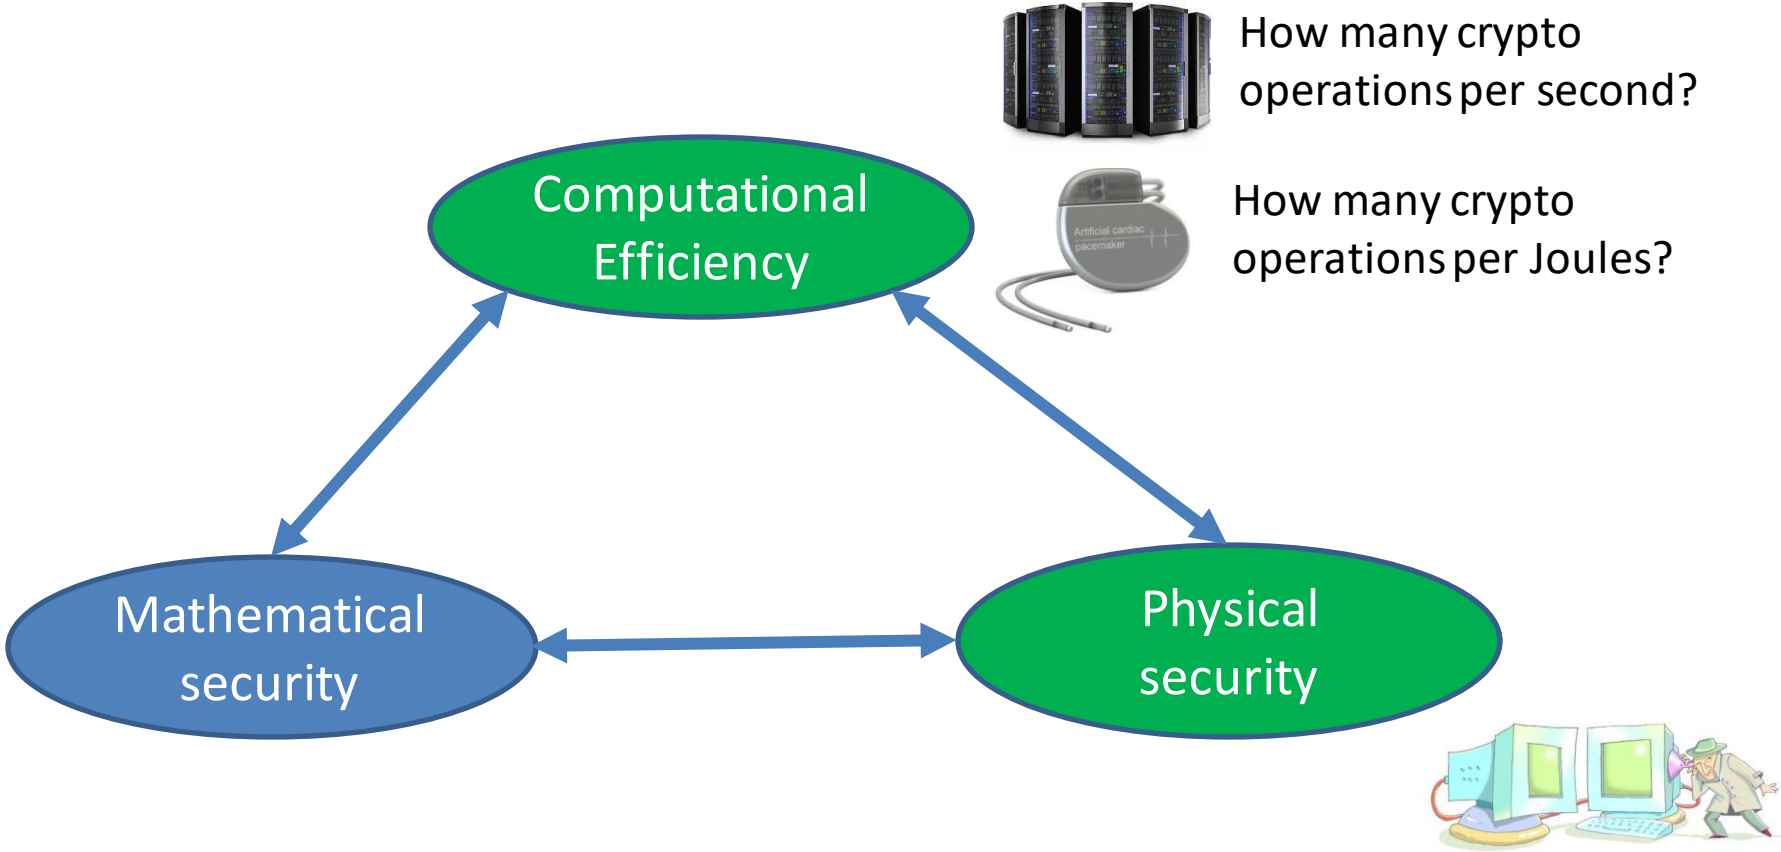 How many crypto
operations per second?
Computational
Efficiency
Artificial cardiac
pacemaker
How many crypto
operations per Joules?
Mathematical
security
Physical
security